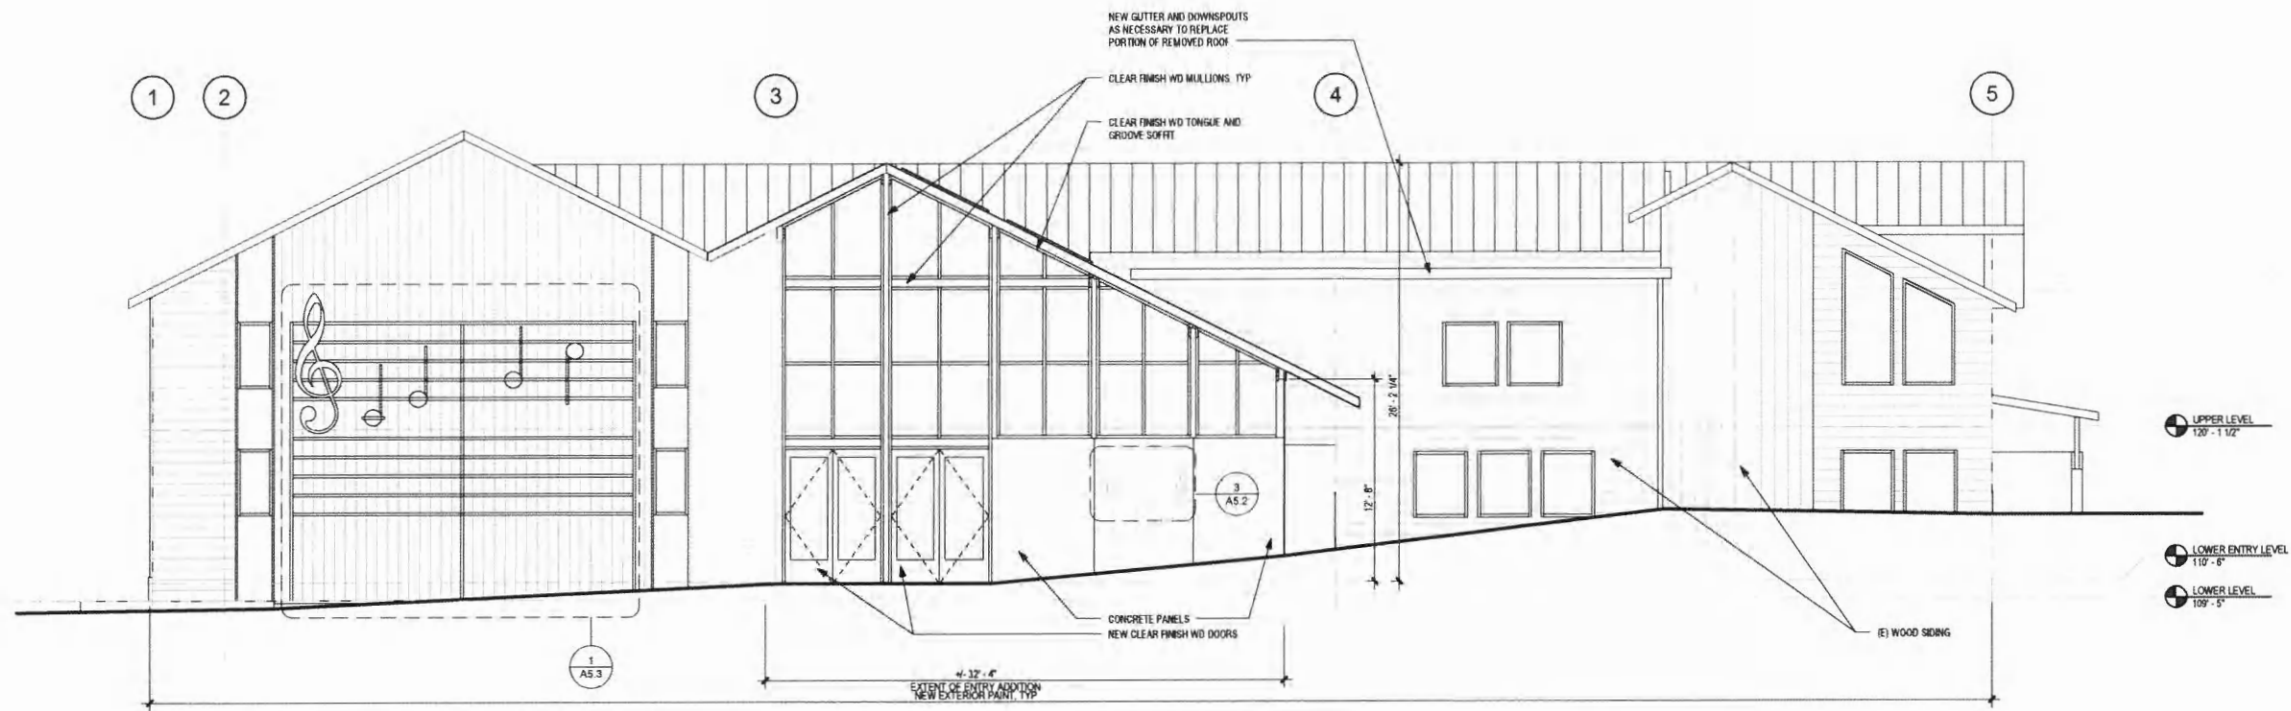 NEW GUTTER AND DOWNSPOUTS
AS NECESSARY TO REPLACE
PORTION OF REMOVED ROOF
CLEAR FINISH WD MULLIONS, TYP
CLEAR FINISH WD TONGUE AND
GROOVE SOFFIT
1
2
3
4
5
26' - 2 1/4"
12' - 8"
UPPER LEVEL
120' - 1 1/2"
LOWER ENTRY LEVEL
110' - 6"
LOWER LEVEL
109' - 5"
3
A5.2
CONCRETE PANELS
NEW CLEAR FINISH WD DOORS
(E) WOOD SIDING
1
A5.3
+/- 32' - 4"
EXTENT OF ENTRY ADDITION
NEW EXTERIOR PAINT, TYP